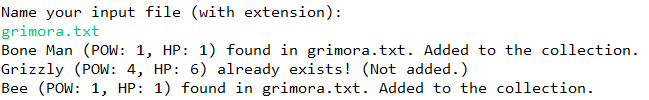 Name your input file (with extension):
grimora.txt
Bone Man (POW: 1, HP: 1) found in grimora.txt. Added to the collection.
Grizzly (POW: 4, HP: 6) already exists! (Not added.)
Bee (POW: 1, HP: 1) found in grimora.txt. Added to the collection.